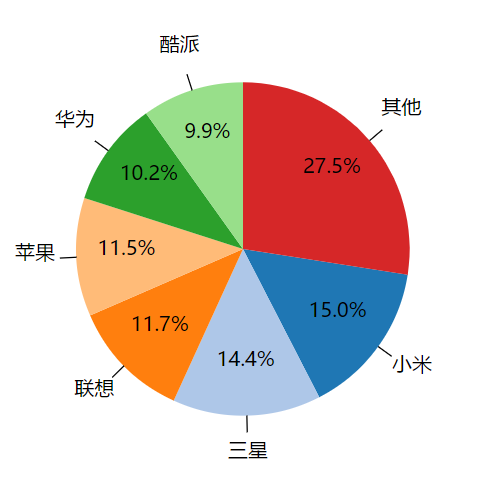 酷派
其他
华为
9.9%
27.5%
10.2%
苹果
11.5%
15.0%
11.7%
14.4%
小米
联想
三星